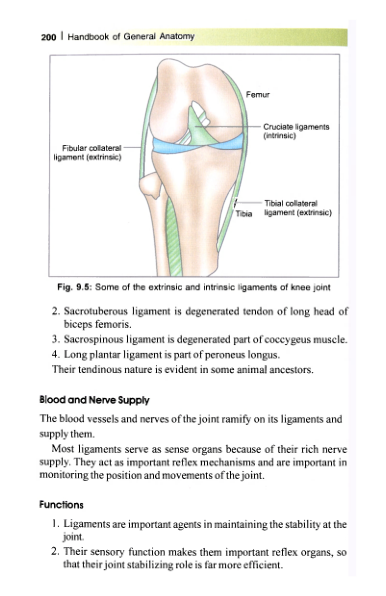 200 | Handbook of General Anatomy
Femur
Cruciate ligaments
(intrinsic)
Fibular collateral
ligament (extrinsic)
Tibial collateral
ligament (extrinsic)
Tibia
Fig. 9.5: Some of the extrinsic and intrinsic ligaments of knee joint
2. Sacrotuberous ligament is degenerated tendon of long head of
biceps femoris.
3. Sacrospinous ligament is degenerated part of coccygeus muscle.
4. Long plantar ligament is part of peroneus longus.
Their tendinous nature is evident in some animal ancestors.
Blood and Nerve Supply
The blood vessels and nerves of the joint ramify on its ligaments and
supply them.
Most ligaments serve as sense organs because of their rich nerve
supply. They act as important reflex mechanisms and are important in
monitoring the position and movements of the joint.
Functions
1. Ligaments are important agents in maintaining the stability at the
joint.
2. Their sensory function makes them important reflex organs, so
that their joint stabilizing role is far more efficient.